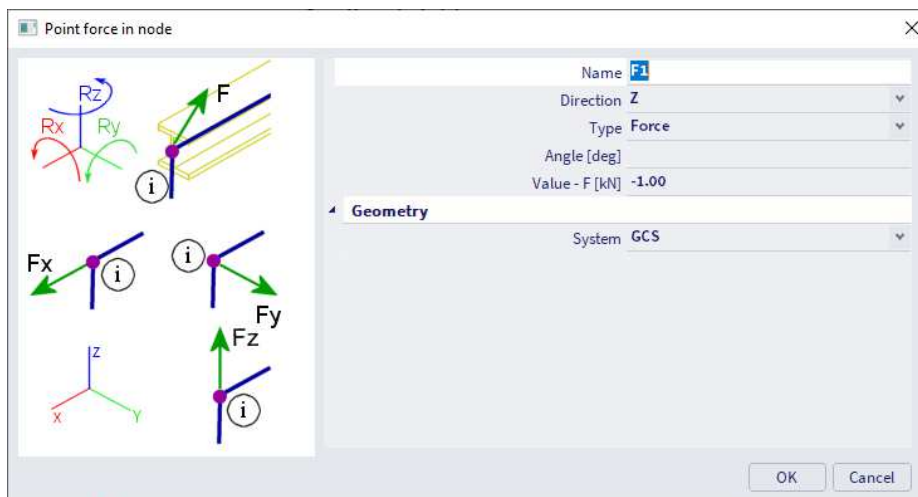 Point force in node
Rz
Rx
Ry
F
i
Name F1
Direction Z
Type Force
Angle [deg]
Value - F [kN] -1.00
Geometry
System GCS
Fx
i
i
Fy
Fz
i
Z
X
Y
OK
Cancel